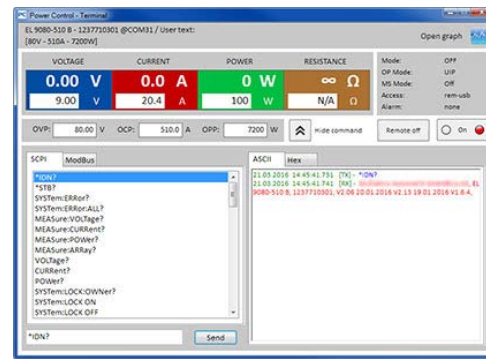 Power Control - Terminal
EL 9080-510 B - 1237710301 @COM31 / User text:
[80V - 510A - 7200W]
Open graph
VOLTAGE CURRENT POWER RESISTANCE
0.00 V 0.0 A 0 W ∞ Ω
9.00 V 20.4 A 100 W N/A Ω
Mode: OFF
OP Mode: UIP
MS Mode: Off
Access: rem-usb
Alarm: none
OVP: 80.00 V OCP: 510.0 A OPP: 7200 W Hide command Remote off On
SCPI ModBus
*IDN?
*STB?
SYSTem:ERRor?
SYSTem:ERRor:ALL?
MEASure:VOLTage?
MEASure:CURRent?
MEASure:POWer?
MEASure:ARRay?
VOLTage?
CURRent?
POWer?
SYSTem:LOCK:OWNer?
SYSTem:LOCK ON
SYSTem:LOCK OFF
*IDN? Send
ASCII Hex
21.03.2016 14:45:41.731 [TX] - *IDN?
21.03.2016 14:45:41.741 [RX] - , EL
9080-510 B, 1237710301, V2.06 20.01.2016 V2.13 19.01.2016 V1.6.4,